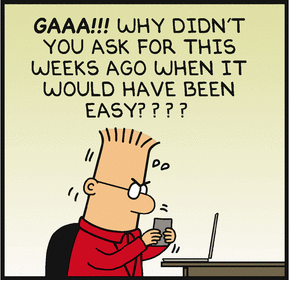 GAAA!!! WHY DIDN'T
YOU ASK FOR THIS
WEEKS AGO WHEN IT
WOULD HAVE BEEN
EASY????